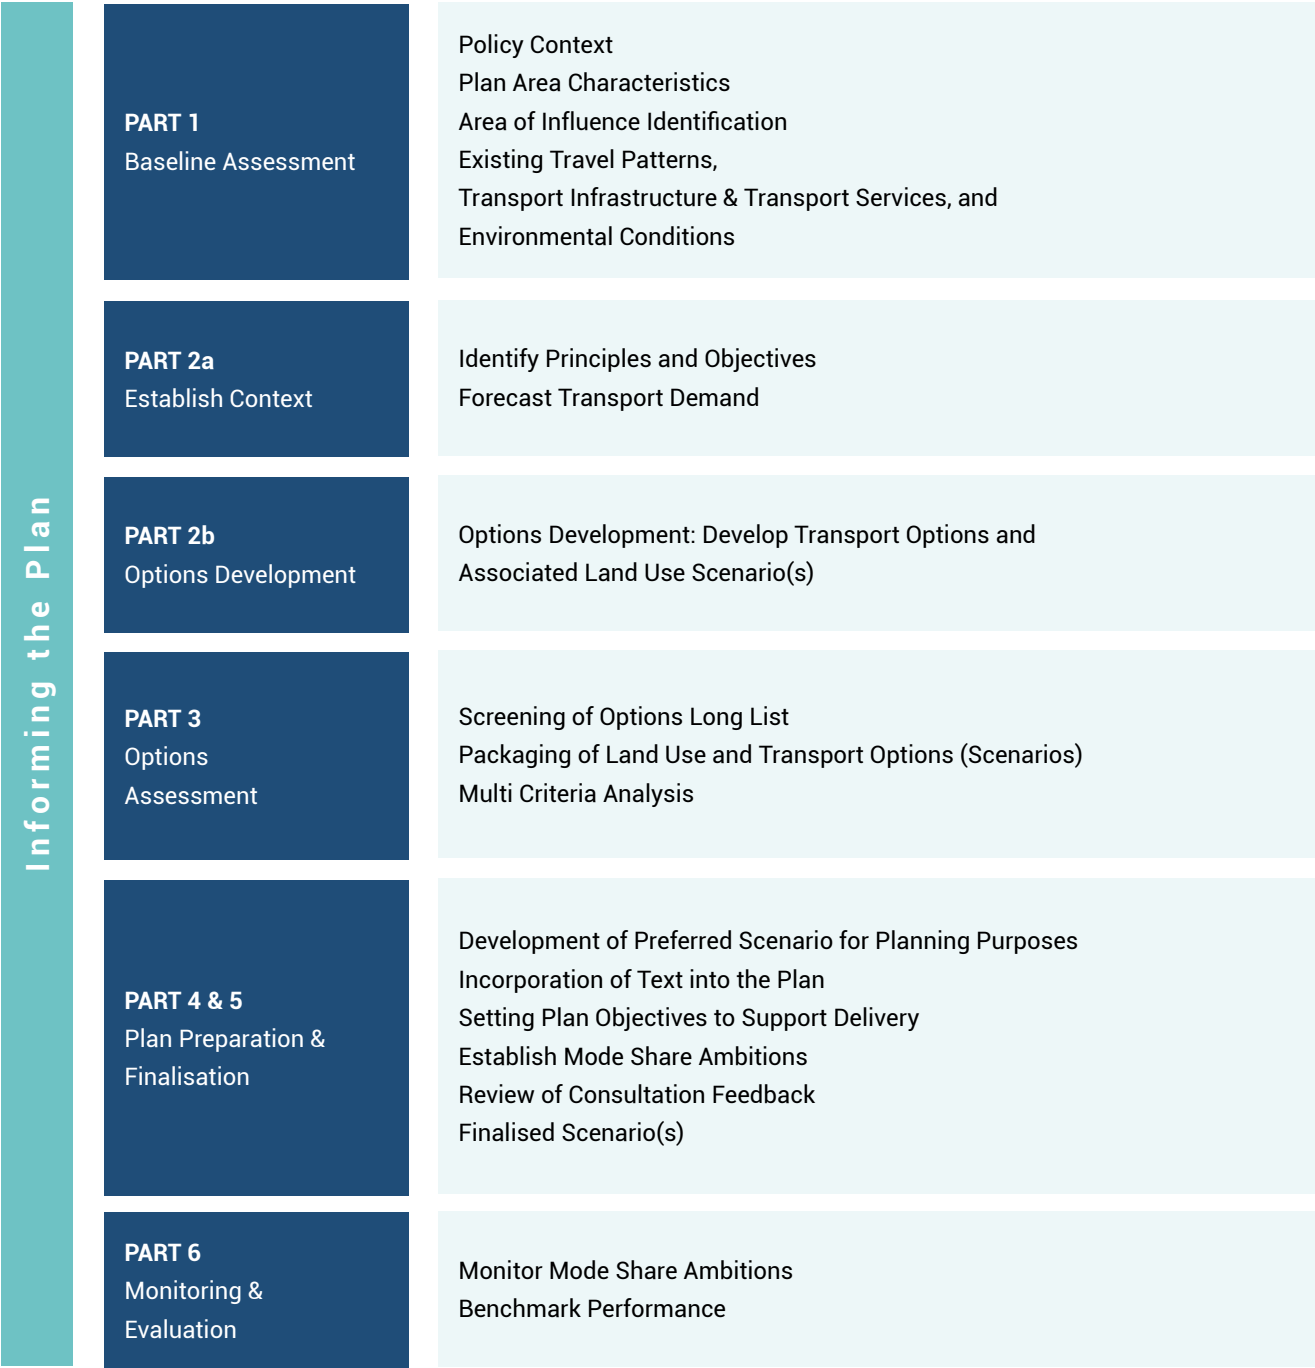 Informing the Plan
PART 1
Baseline Assessment
Policy Context
Plan Area Characteristics
Area of Influence Identification
Existing Travel Patterns,
Transport Infrastructure & Transport Services, and
Environmental Conditions
PART 2a
Establish Context
Identify Principles and Objectives
Forecast Transport Demand
PART 2b
Options Development
Options Development: Develop Transport Options and
Associated Land Use Scenario(s)
PART 3
Options
Assessment
Screening of Options Long List
Packaging of Land Use and Transport Options (Scenarios)
Multi Criteria Analysis
PART 4 & 5
Plan Preparation &
Finalisation
Development of Preferred Scenario for Planning Purposes
Incorporation of Text into the Plan
Setting Plan Objectives to Support Delivery
Establish Mode Share Ambitions
Review of Consultation Feedback
Finalised Scenario(s)
PART 6
Monitoring &
Evaluation
Monitor Mode Share Ambitions
Benchmark Performance